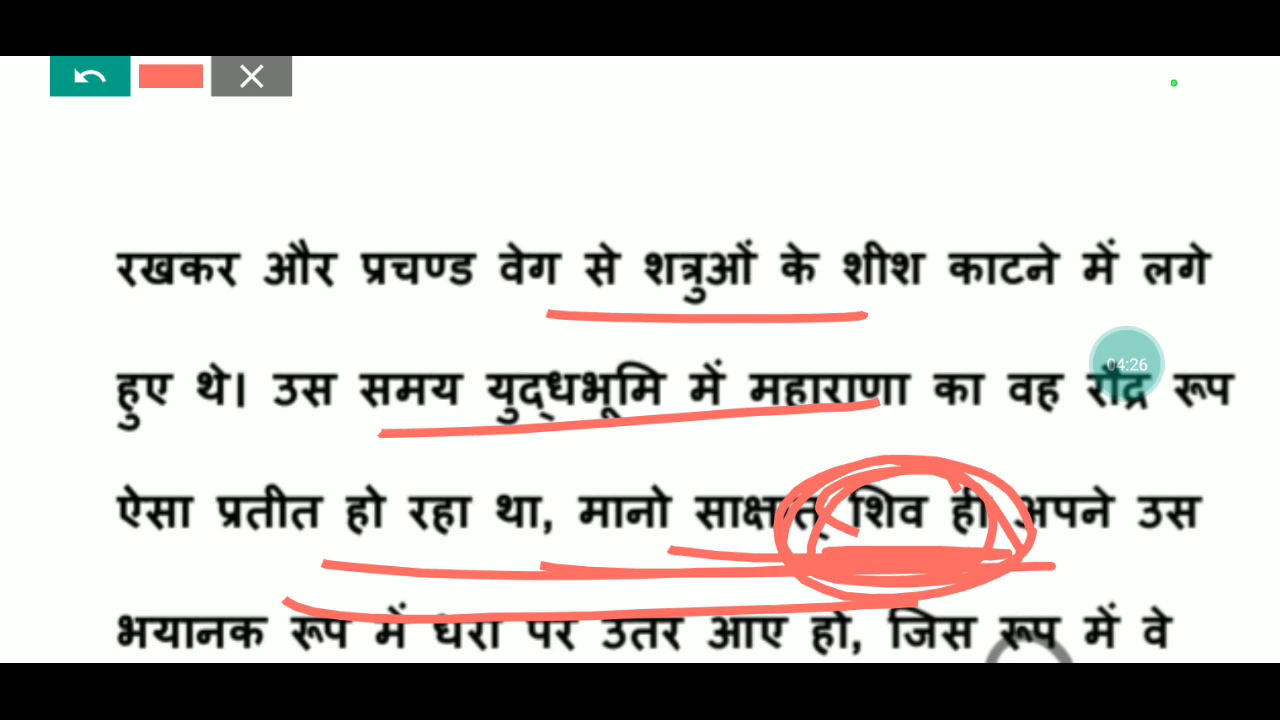 रखकर और प्रचण्ड वेग से शत्रुओं के शीश काटने में लगे
हुए थे। उस समय युद्धभूमि में महाराणा का वह रौद्र रूप
04:26
ऐसा प्रतीत हो रहा था, मानो साक्षात् शिव ही अपने उस
भयानक रूप में धरा पर उतर आए हो, जिस रूप में वे